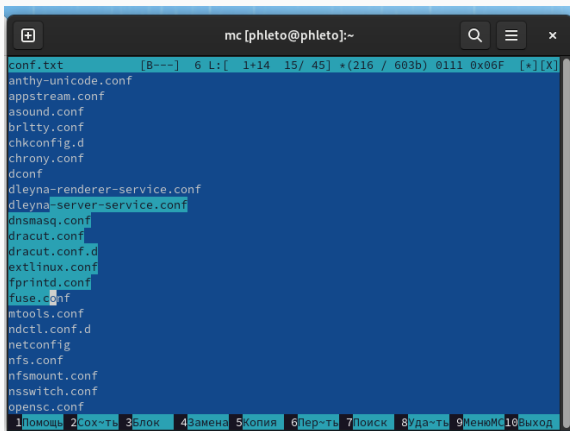 mc [phleto@phleto]:~
conf.txt [B---] 6 L:[ 1+14 15/ 45] *(216 / 603b) 0111 0x06F [*][X]
anthy-unicode.conf
appstream.conf
asound.conf
brltty.conf
chkconfig.d
chrony.conf
dconf
dleyna-renderer-service.conf
dleyna-server-service.conf
dnsmasq.conf
dracut.conf
dracut.conf.d
extlinux.conf
fprintd.conf
fuse.conf
mtools.conf
ndctl.conf.d
netconfig
nfs.conf
nfsmount.conf
nsswitch.conf
opensc.conf
1Помощь 2Сох~ть 3Блок 4Замена 5Копия 6Пер~ть 7Поиск 8Уда~ть 9МенюMC 10Выход